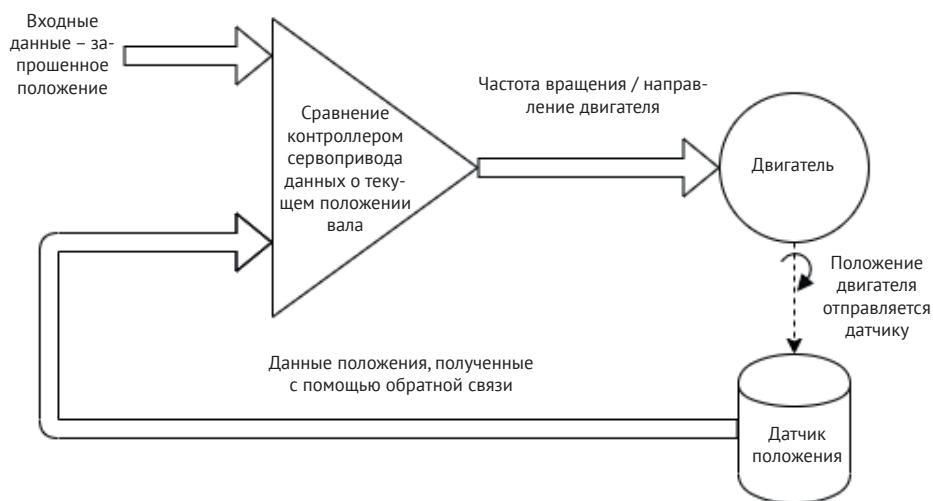 Входные
данные – за-
прошенное
положение
Частота вращения / направ-
ление двигателя
Сравнение
контроллером
сервопривода
данных о теку-
щем положении
вала
Двигатель
Положение
двигателя
отправляется
датчику
Данные положения, полученные
с помощью обратной связи
Датчик
положения